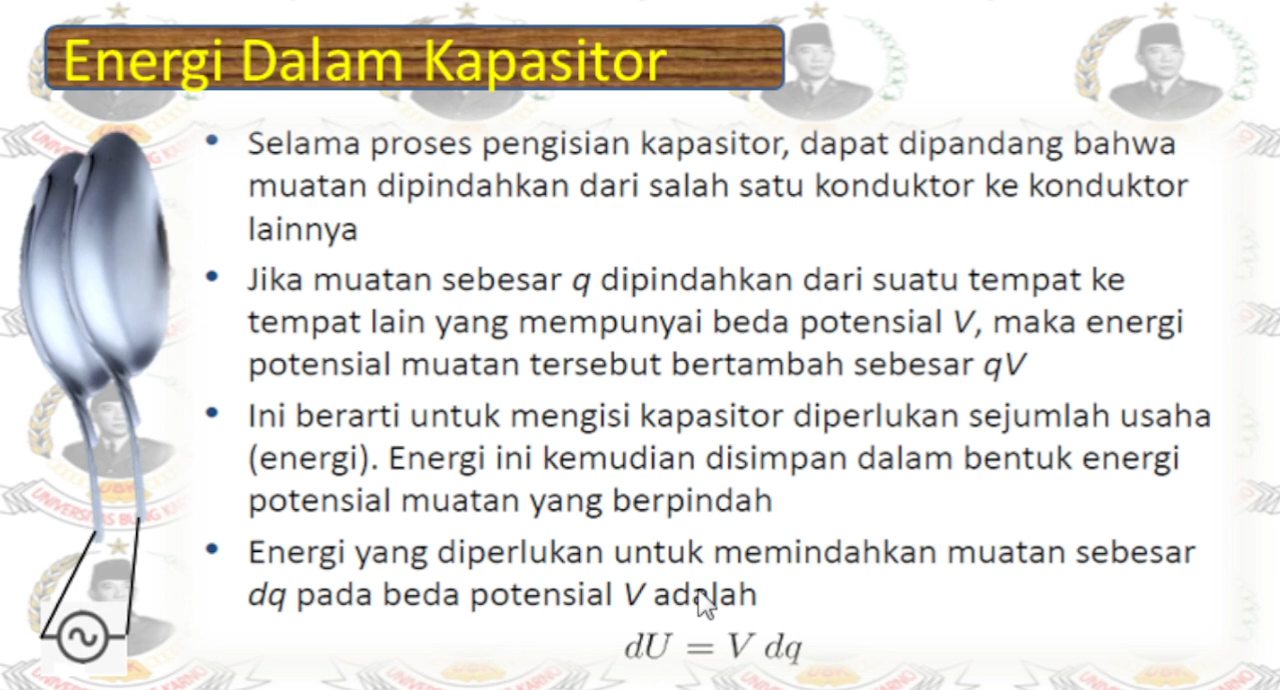 Energi Dalam Kapasitor
• Selama proses pengisian kapasitor, dapat dipandang bahwa
muatan dipindahkan dari salah satu konduktor ke konduktor
lainnya
• Jika muatan sebesar q dipindahkan dari suatu tempat ke
tempat lain yang mempunyai beda potensial V, maka energi
potensial muatan tersebut bertambah sebesar qV
• Ini berarti untuk mengisi kapasitor diperlukan sejumlah usaha
(energi). Energi ini kemudian disimpan dalam bentuk energi
potensial muatan yang berpindah
• Energi yang diperlukan untuk memindahkan muatan sebesar
dq pada beda potensial V adalah
dU = V dq